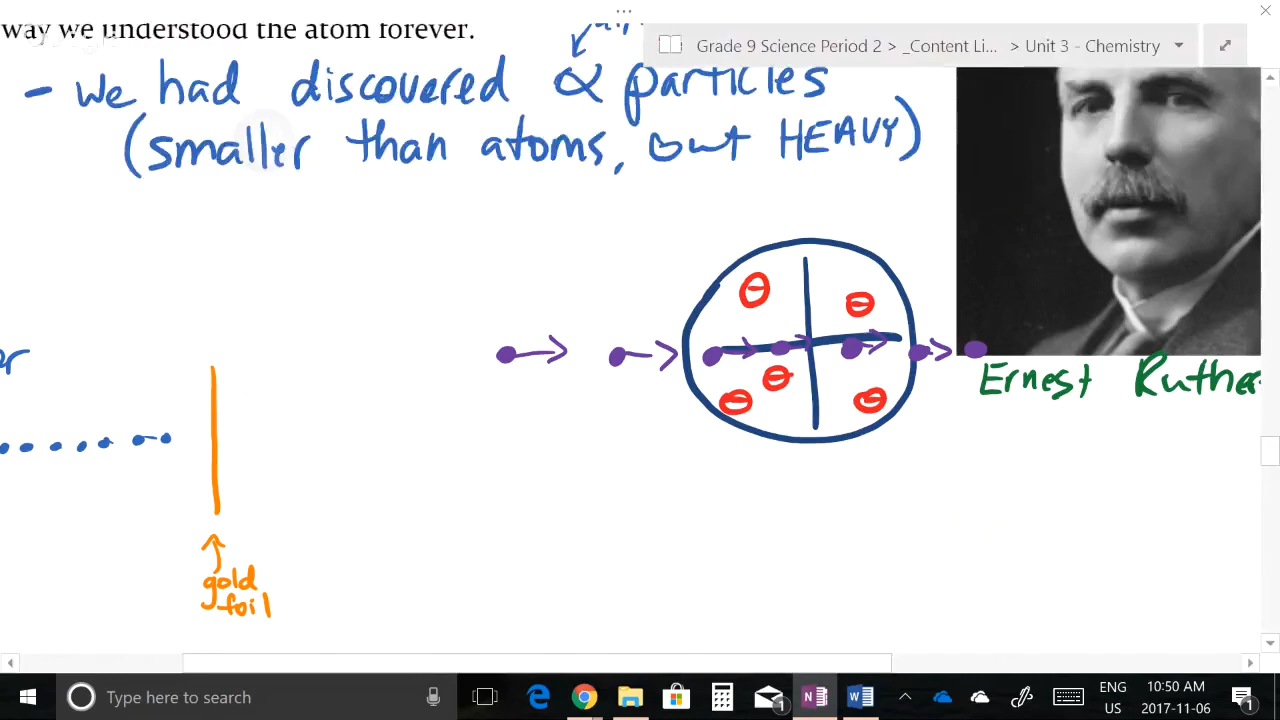 way we understood the atom forever.
Grade 9 Science Period 2 > _Content Li... > Unit 3 - Chemistry
- We had discovered α particles
(smaller than atoms, but HEAVY)
Ernest Ruther
gold
foil
Type here to search
ENG
US
10:50 AM
2017-11-06